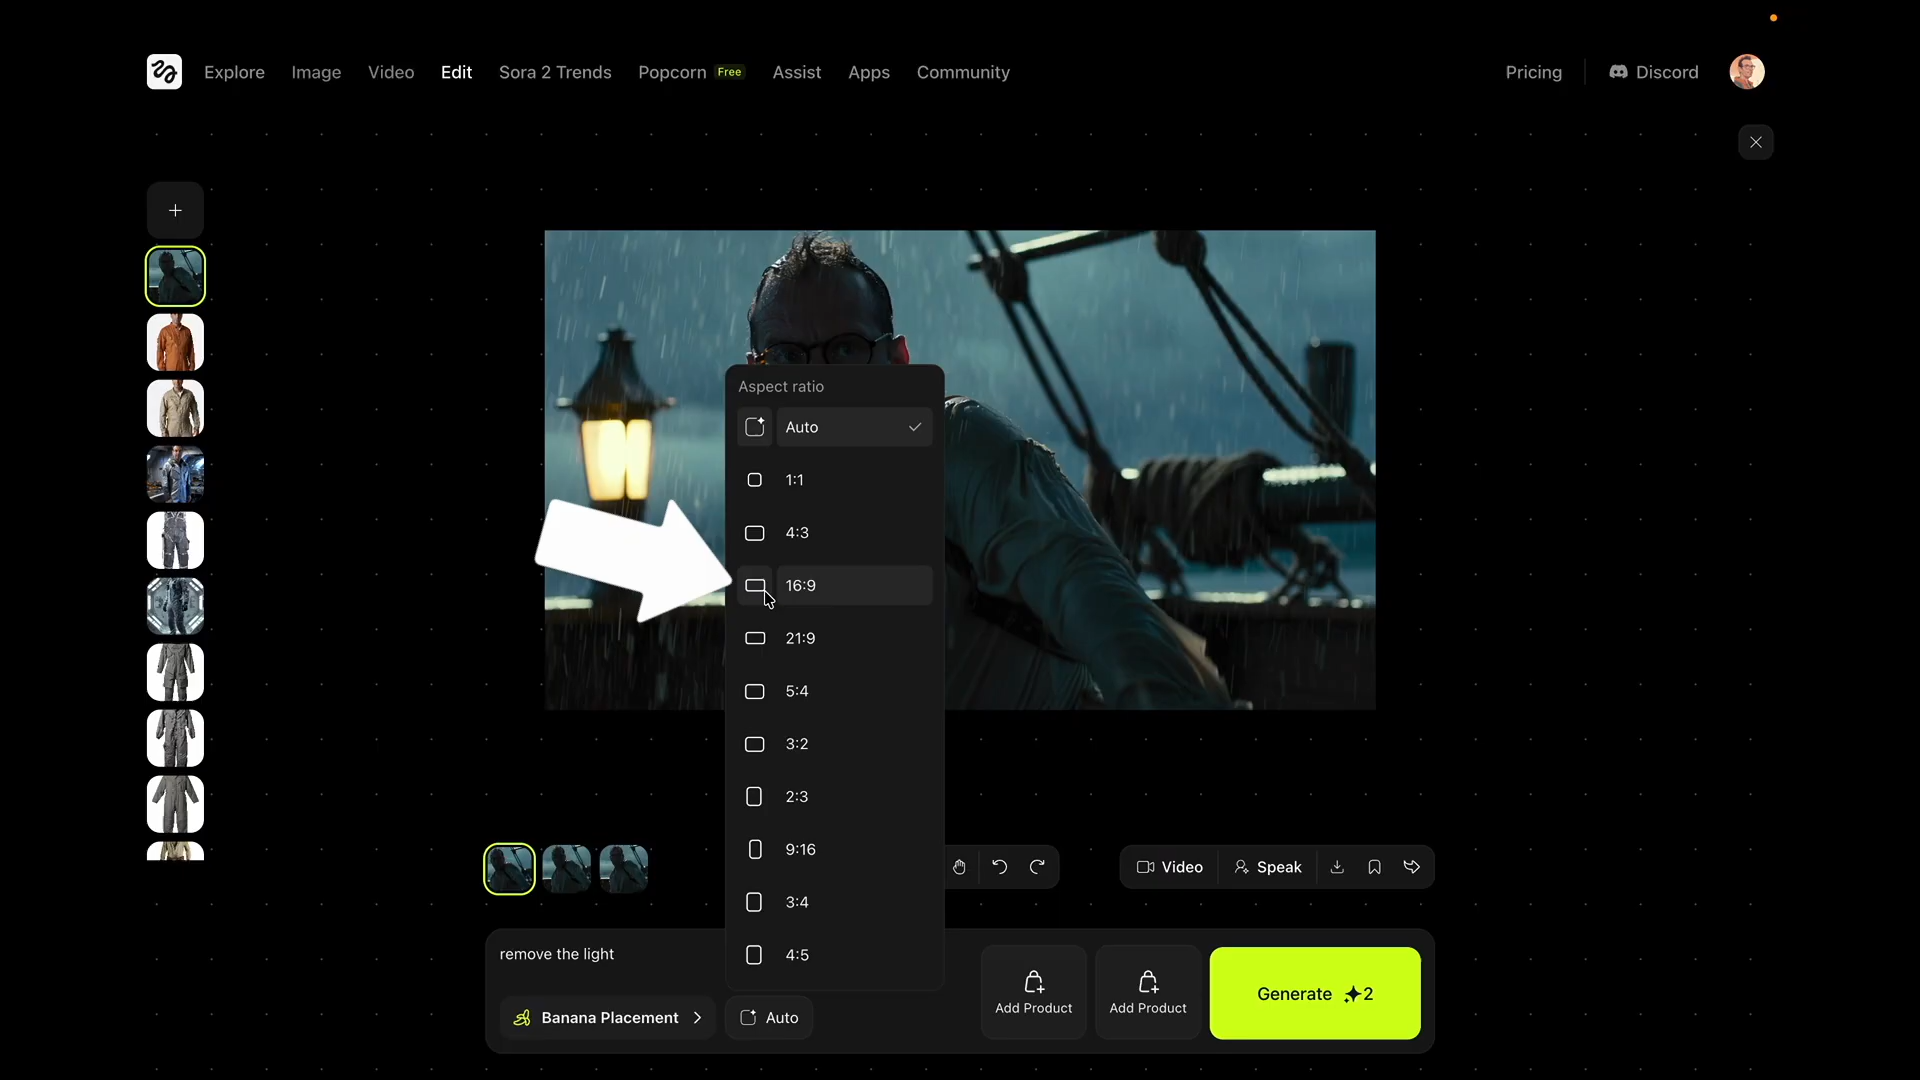 Explore Image Video Edit Sora 2 Trends Popcorn Free Assist Apps Community Pricing Discord
Aspect ratio
Auto
1:1
4:3
16:9
21:9
5:4
3:2
2:3
9:16
3:4
4:5
Video Speak
remove the light
Banana Placement Auto
Add Product
Add Product
Generate 2